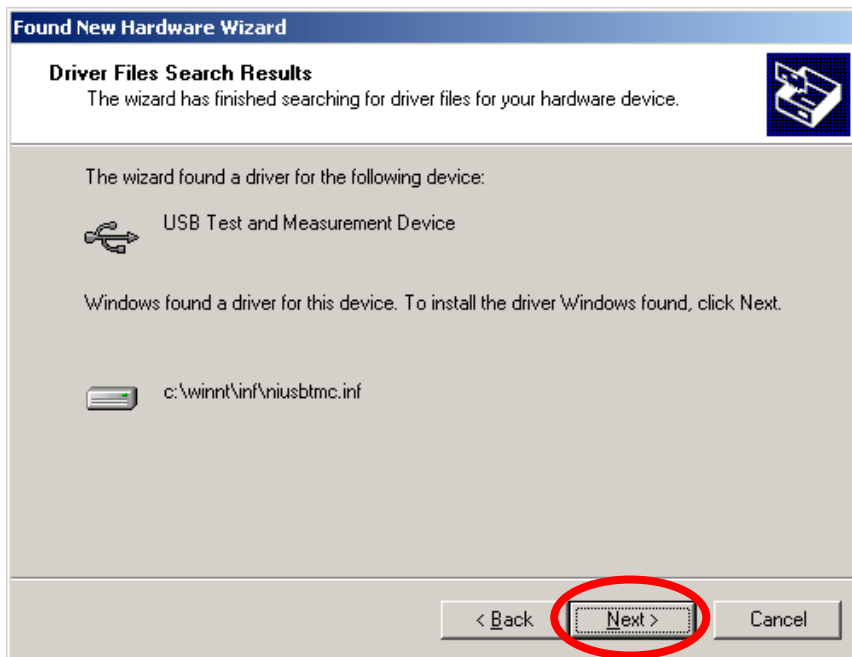 Found New Hardware Wizard
Driver Files Search Results
The wizard has finished searching for driver files for your hardware device.
The wizard found a driver for the following device:
USB Test and Measurement Device
Windows found a driver for this device. To install the driver Windows found, click Next.
c:\winnt\inf\niusbtmc.inf
< Back Next > Cancel